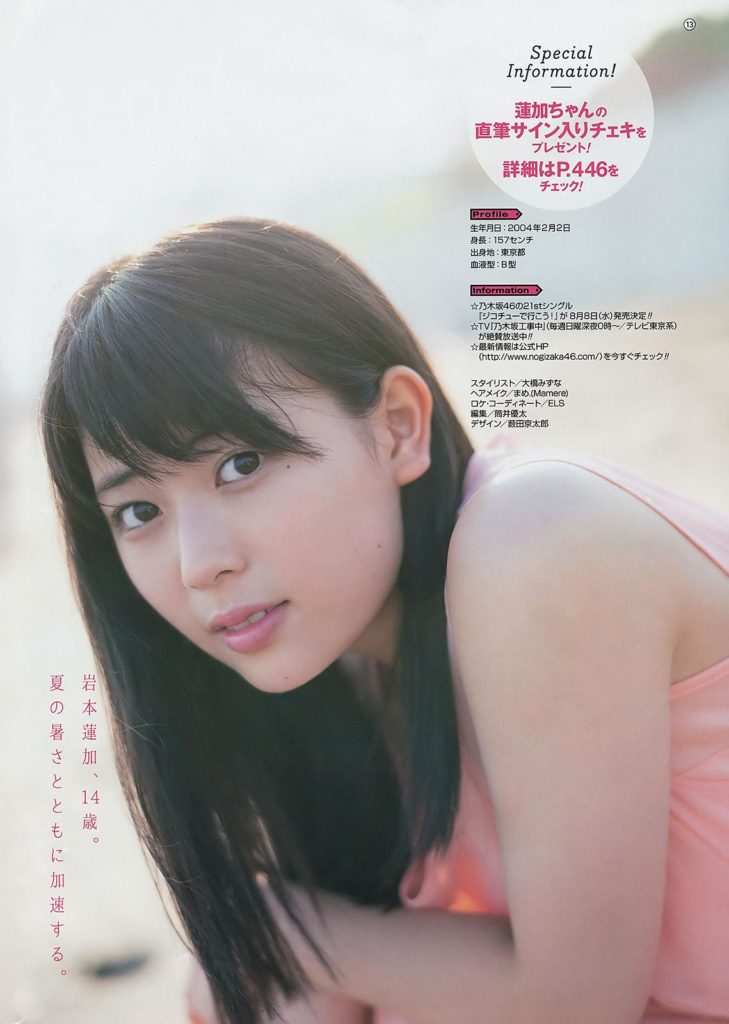 ⑬
Special
Information!
蓮加ちゃんの
直筆サイン入りチェキを
プレゼント!
詳細はP.446を
チェック!
Profile
生年月日:2004年2月2日
身長:157センチ
出身地:東京都
血液型:B型
Information
☆乃木坂46の21stシングル
『ジコチューで行こう!』が8月8日(水)発売決定!!
☆TV『乃木坂工事中』(毎週日曜深夜0時〜/テレビ東京系)
が絶賛放送中!!
☆最新情報は公式HP
(http://www.nogizaka46.com/)を今すぐチェック!!
スタイリスト/大橋みずな
ヘアメイク/まめ.(Mamere)
ロケ・コーディネート/ELS
編集/筒井優太
デザイン/薮田京太郎
岩本蓮加、14歳。
夏の暑さとともに加速する。